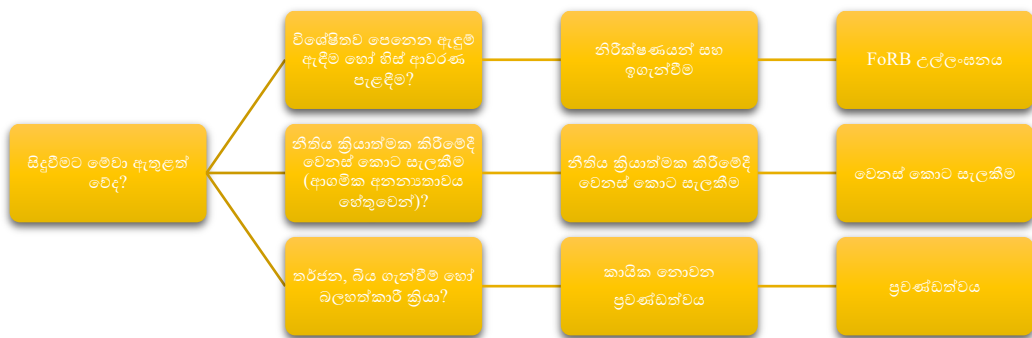 සිදුවීමට මේවා ඇතුළත්
වේද?
විශේෂිතව පෙනෙන ඇඳුම්
ඇඳීම හෝ හිස් ආවරණ
පැළඳීම?
නිරීක්ෂණයන් සහ
ඉගැන්වීම
FoRB උල්ලංඝනය
නීතිය ක්‍රියාත්මක කිරීමේදී
වෙනස් කොට සැලකීම
(ආගමික අනන්‍යතාවය
හේතුවෙන්)?
නීතිය ක්‍රියාත්මක කිරීමේදී
වෙනස් කොට සැලකීම
වෙනස් කොට සැලකීම
තර්ජන, බිය ගැන්වීම් හෝ
බලහත්කාරී ක්‍රියා?
කායික නොවන
ප්‍රචණ්ඩත්වය
ප්‍රචණ්ඩත්වය